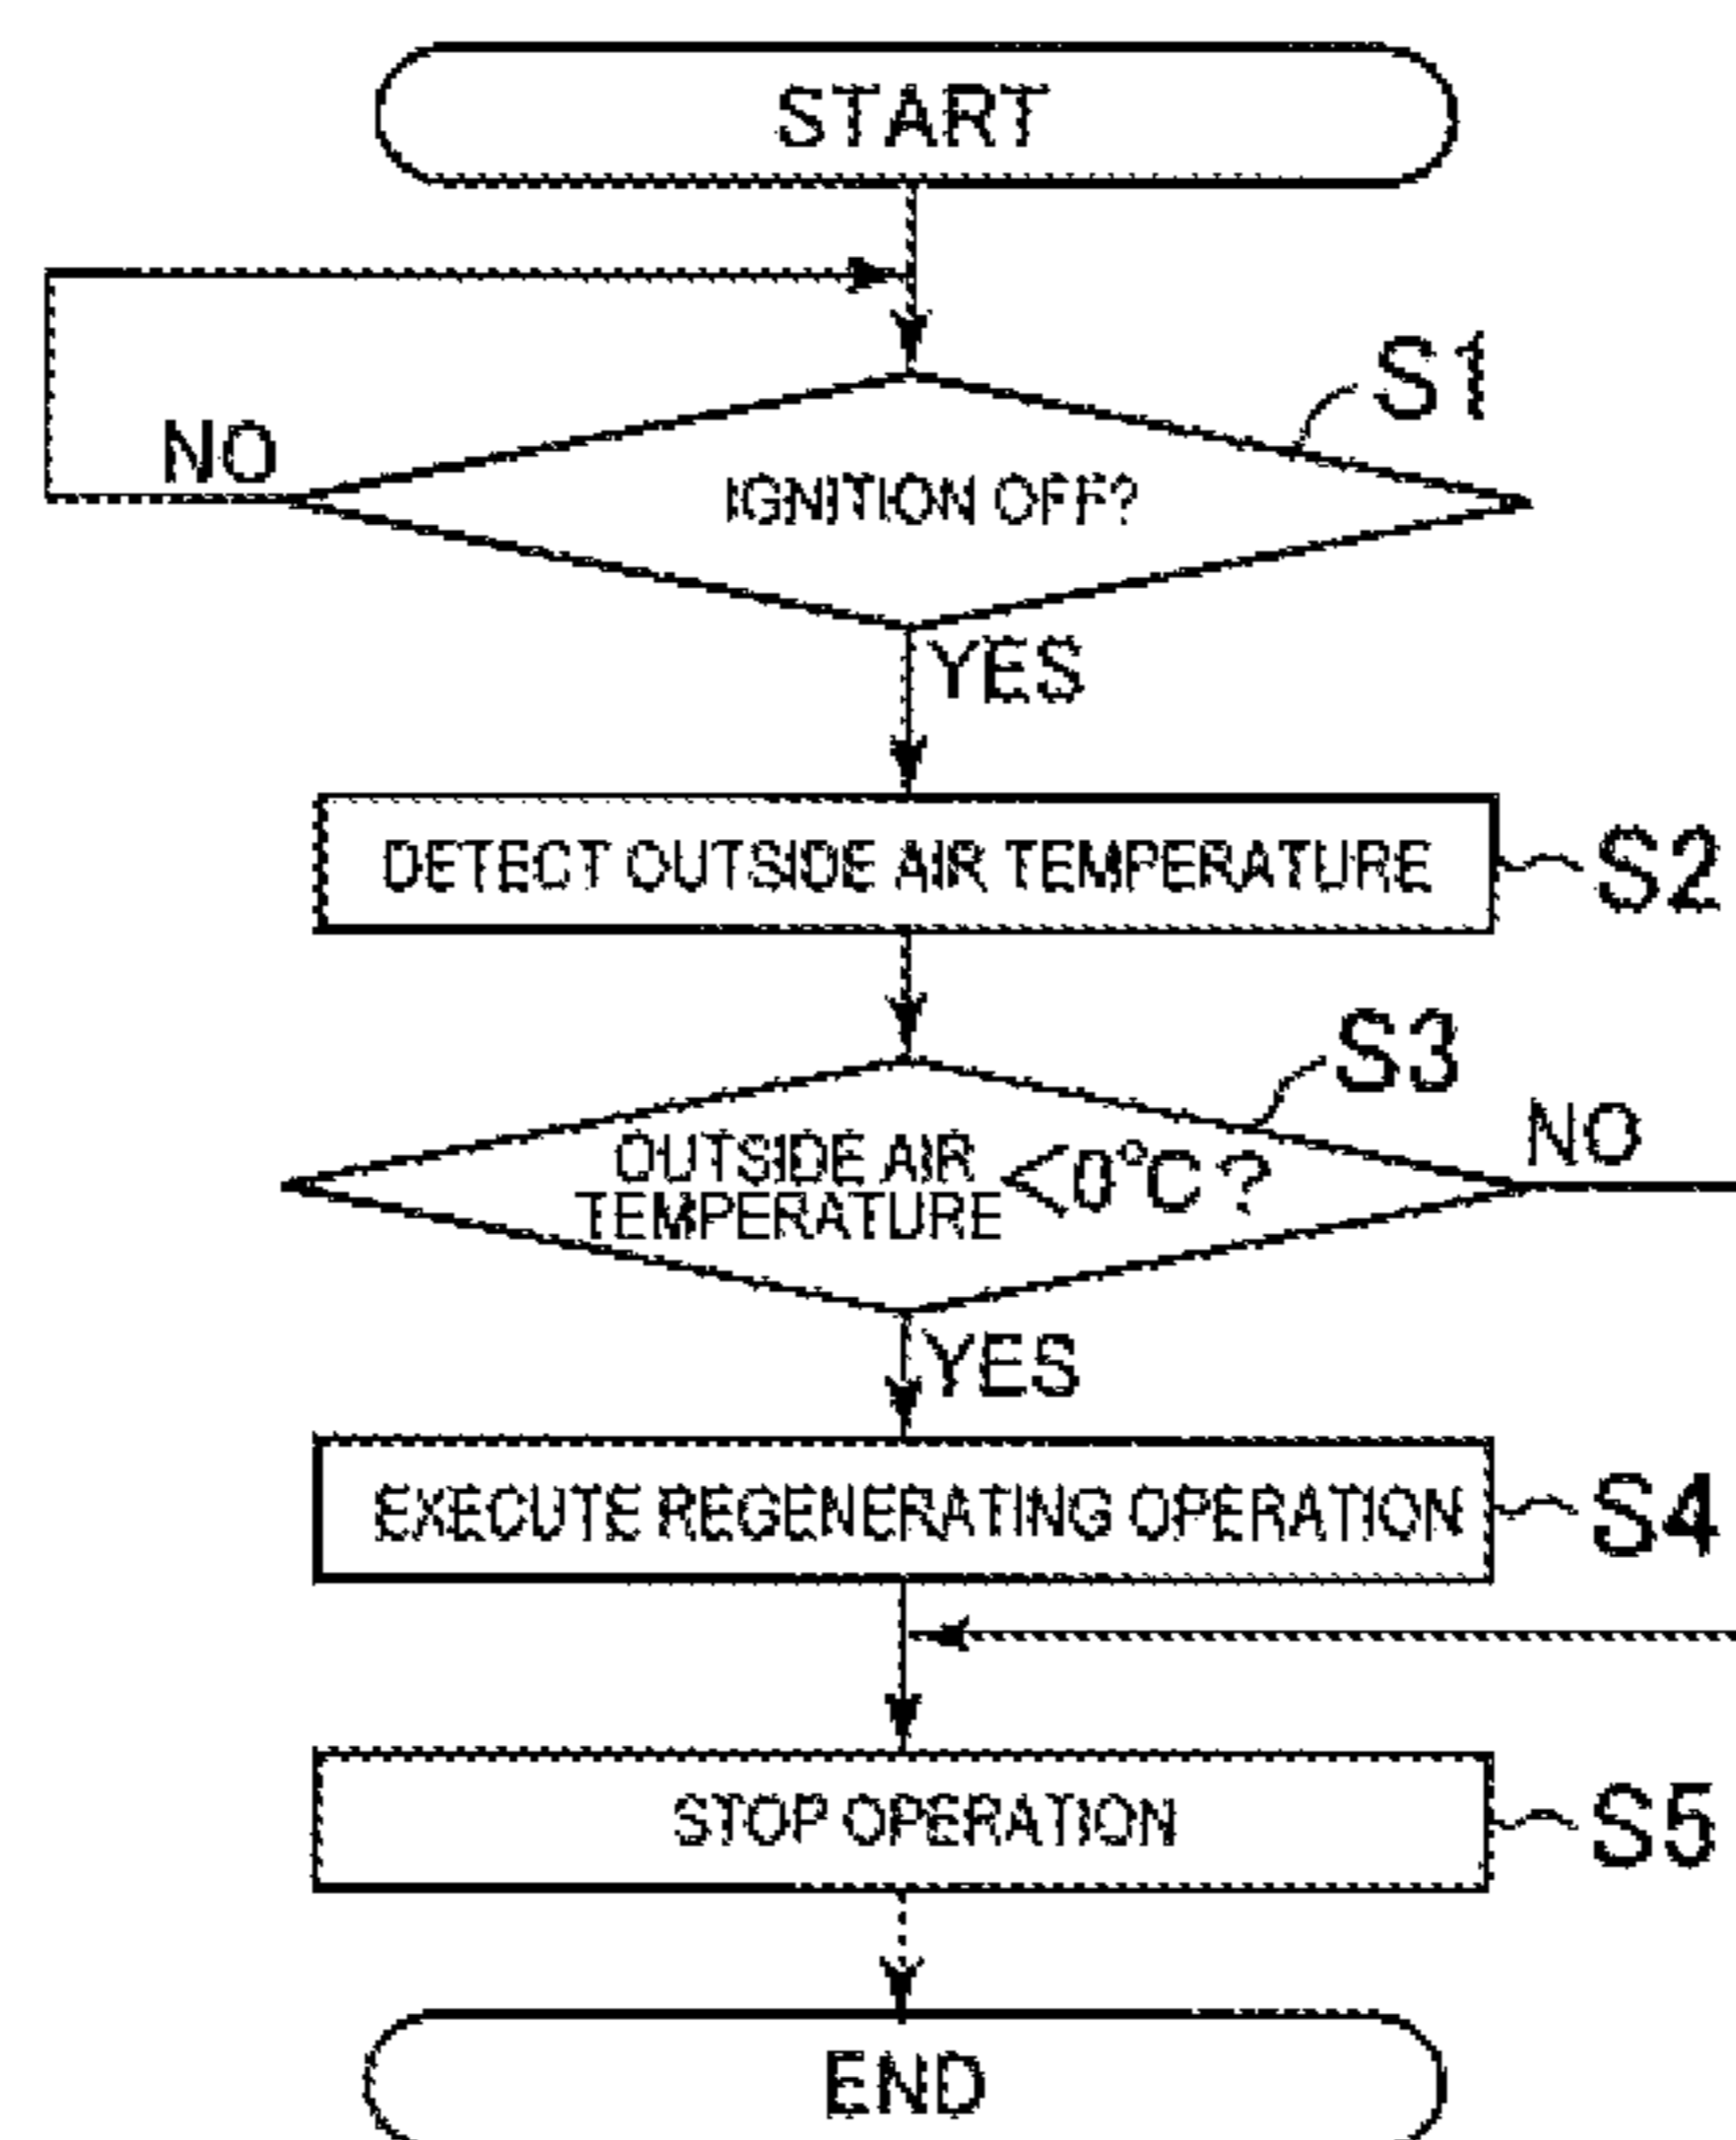 START
S1
NO
IGNITION OFF?
YES
DETECT OUTSIDE AIR TEMPERATURE
S2
S3
NO
OUTSIDE AIR
TEMPERATURE <0°C?
YES
EXECUTE REGENERATING OPERATION
S4
STOP OPERATION
S5
END